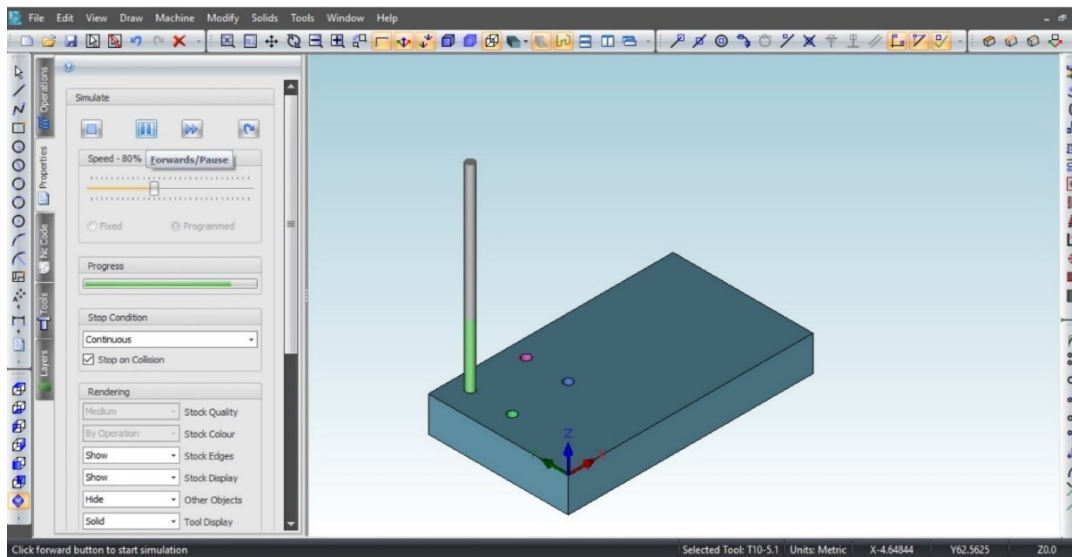 File Edit View Draw Machine Modify Solids Tools Window Help
Operations
Properties
Nc Code
Tools
Layers
Simulate
Speed - 80%
Forwards/Pause
Fixed
Programmed
Progress
Stop Condition
Continuous
Stop on Collision
Rendering
Medium Stock Quality
By Operation Stock Colour
Show Stock Edges
Show Stock Display
Hide Other Objects
Solid Tool Display
Z
Click forward button to start simulation
Selected Tool: T10-5.1 Units: Metric X-4.64844 Y62.5625 Z0.0